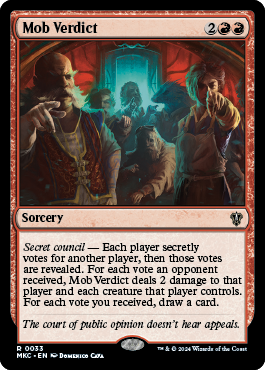 Mob Verdict 2
Sorcery
Secret council — Each player secretly
votes for another player, then those votes
are revealed. For each vote an opponent
received, Mob Verdict deals 2 damage to that
player and each creature that player controls.
For each vote you received, draw a card.
The court of public opinion doesn't hear appeals.
R 0033
MKC • EN Domenico Cava
™ & © 2024 Wizards of the Coast